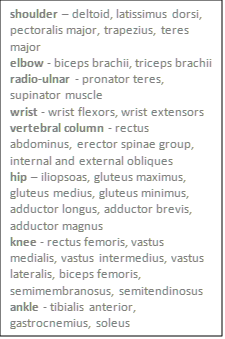 shoulder – deltoid, latissimus dorsi,
pectoralis major, trapezius, teres
major
elbow - biceps brachii, triceps brachii
radio-ulnar - pronator teres,
supinator muscle
wrist - wrist flexors, wrist extensors
vertebral column - rectus
abdominus, erector spinae group,
internal and external obliques
hip – iliopsoas, gluteus maximus,
gluteus medius, gluteus minimus,
adductor longus, adductor brevis,
adductor magnus
knee - rectus femoris, vastus
medialis, vastus intermedius, vastus
lateralis, biceps femoris,
semimembranosus, semitendinosus
ankle - tibialis anterior,
gastrocnemius, soleus